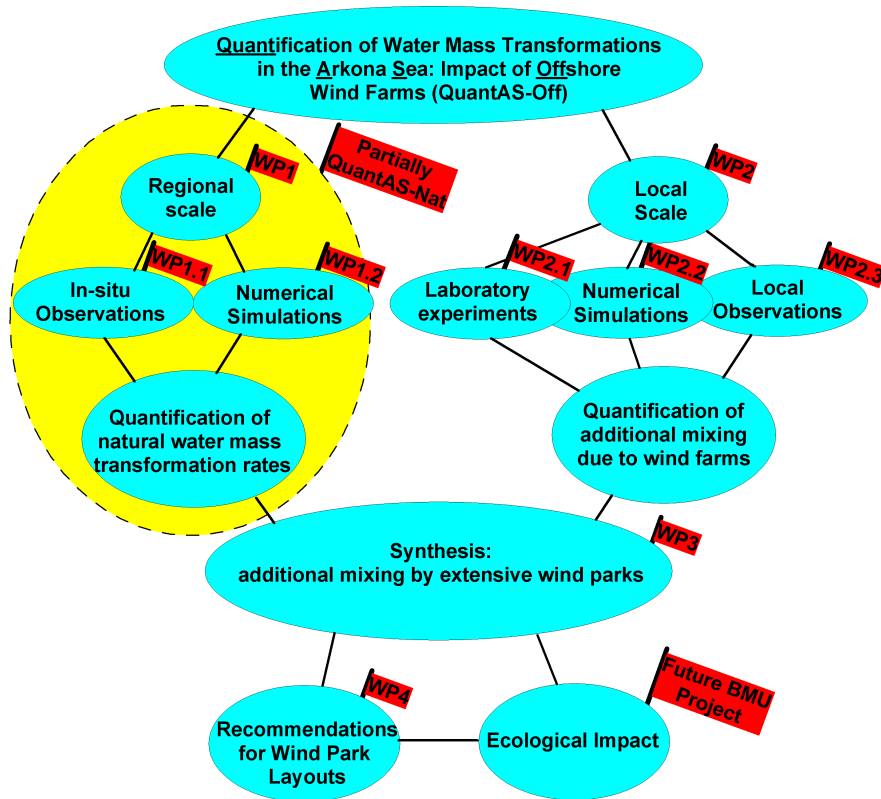 Quantification of Water Mass Transformations
in the Arkona Sea: Impact of Offshore
Wind Farms (QuantAS-Off)
Partially
QuantAS-Nat
WP1
Regional
scale
WP2
Local
Scale
WP1.1
In-situ
Observations
WP1.2
Numerical
Simulations
WP2.1
Laboratory
experiments
WP2.2
Numerical
Simulations
WP2.3
Local
Observations
Quantification of
natural water mass
transformation rates
Quantification of
additional mixing
due to wind farms
WP3
Synthesis:
additional mixing by extensive wind parks
WP4
Recommendations
for Wind Park
Layouts
Future BMU
Project
Ecological Impact